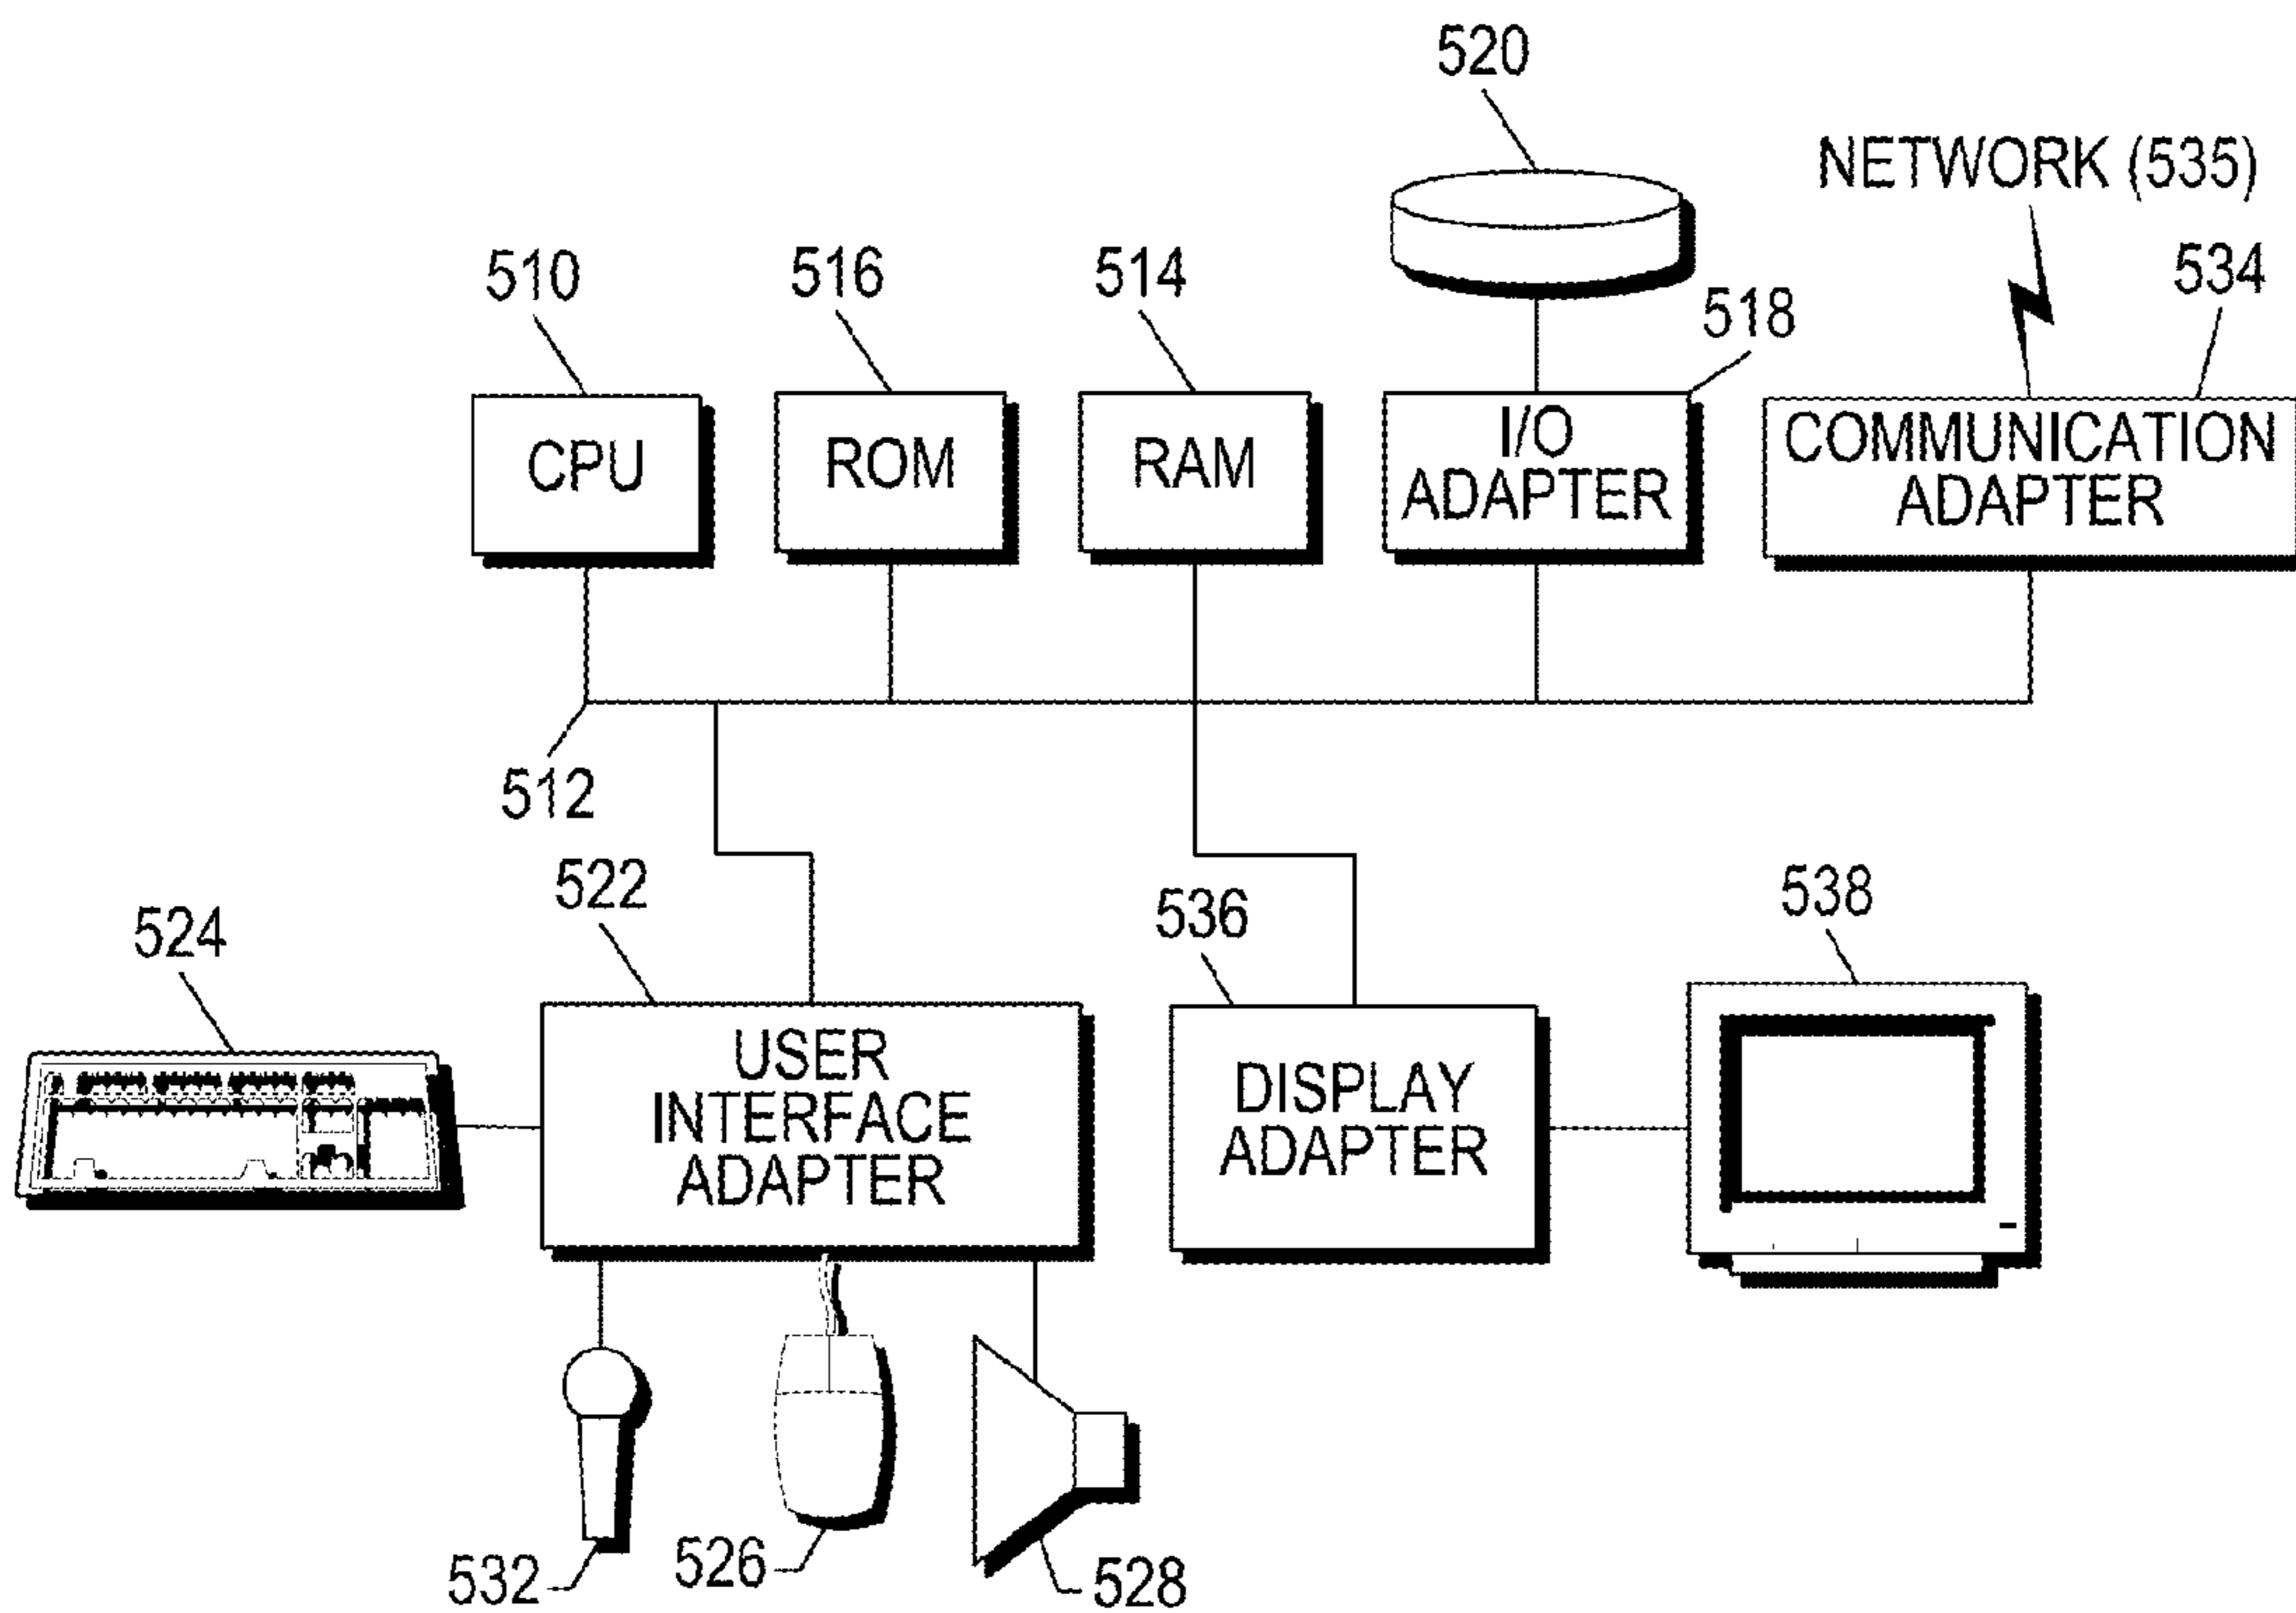 520
NETWORK (535)
510
516
514
518
534
CPU
ROM
RAM
I/O
ADAPTER
COMMUNICATION
ADAPTER
512
522
536
538
524
USER
INTERFACE
ADAPTER
DISPLAY
ADAPTER
532
526
528